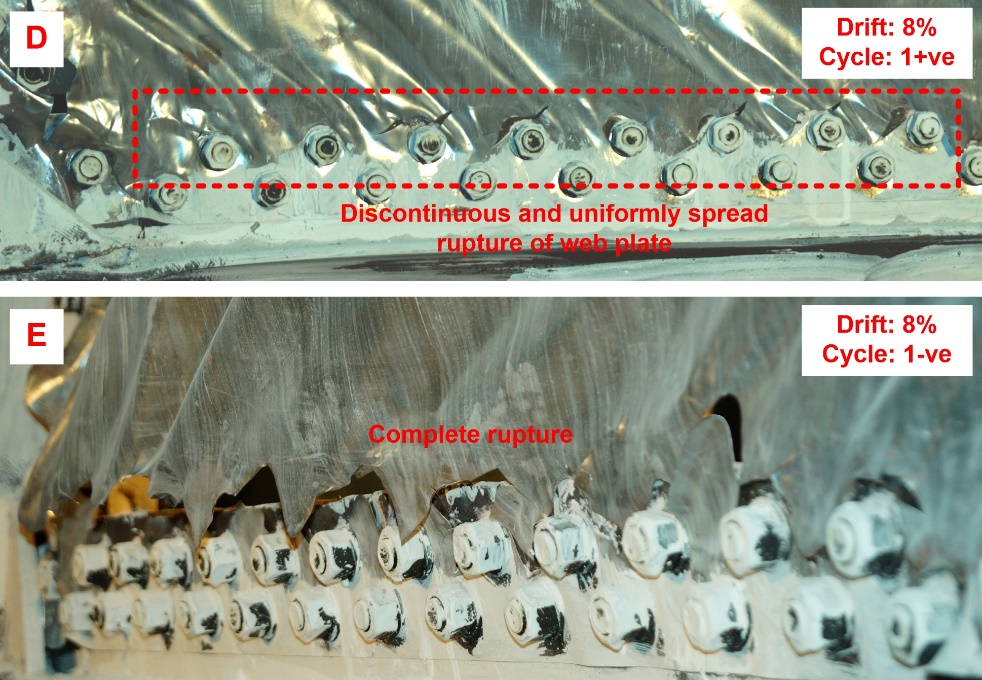 D
Drift: 8%
Cycle: 1+ve
Discontinuous and uniformly spread
rupture of web plate
E
Drift: 8%
Cycle: 1-ve
Complete rupture